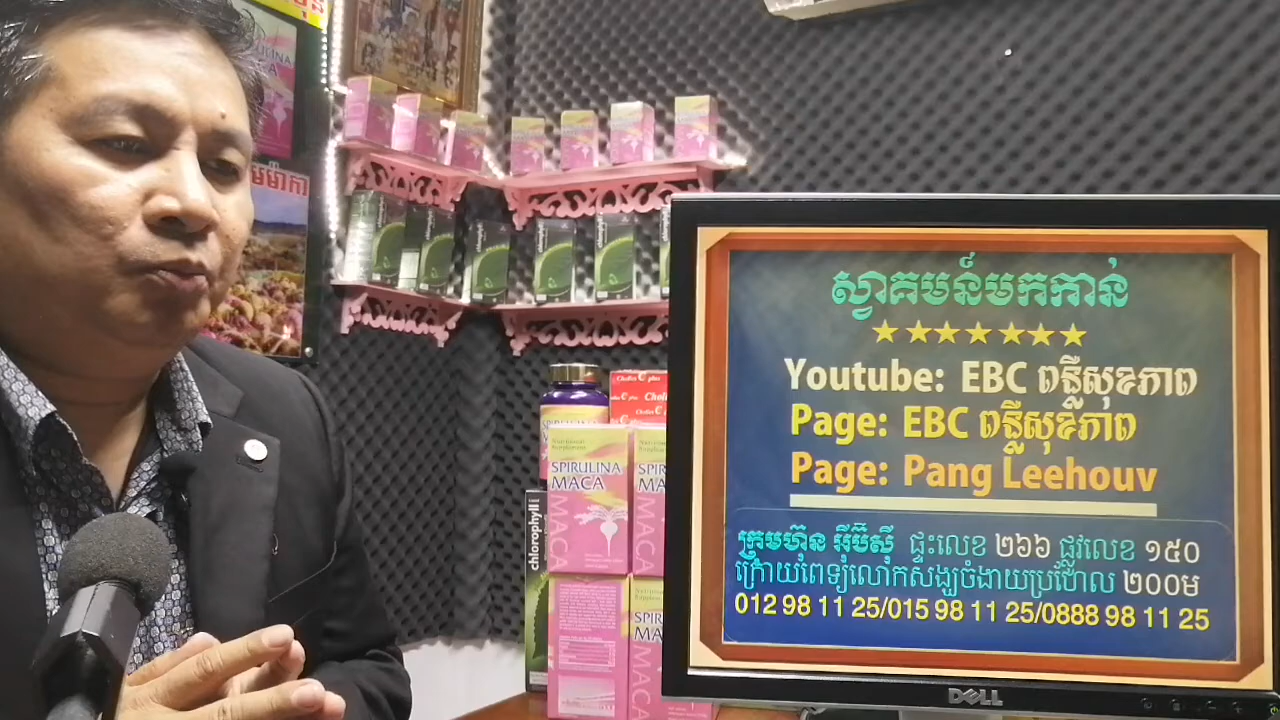 ស្វាគមន៍មកកាន់
Youtube: EBC ពន្លឺសុខភាព
Page: EBC ពន្លឺសុខភាព
Page: Pang Leehouv
ក្រុមហ៊ុន អ៊ីប៊ីស៊ី ផ្ទះលេខ ២៦៦ ផ្លូវលេខ ១៥០
ក្រោយពេទ្យលោកសង្ឃចំងាយប្រហែល ២០០ម
012 98 11 25/015 98 11 25/0888 98 11 25
DELL
SPIRULINA
MACA
MACA
chlorophyll